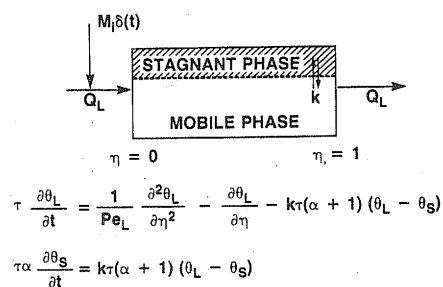 M_Iδ(t)
STAGNANT PHASE
Q_L
k
Q_L
MOBILE PHASE
η = 0
η, = 1
τ ∂θ_L/∂t = 1/Pe_L ∂²θ_L/∂η² - ∂θ_L/∂η - kτ(α + 1) (θ_L - θ_S)
τα ∂θ_S/∂t = kτ(α + 1) (θ_L - θ_S)